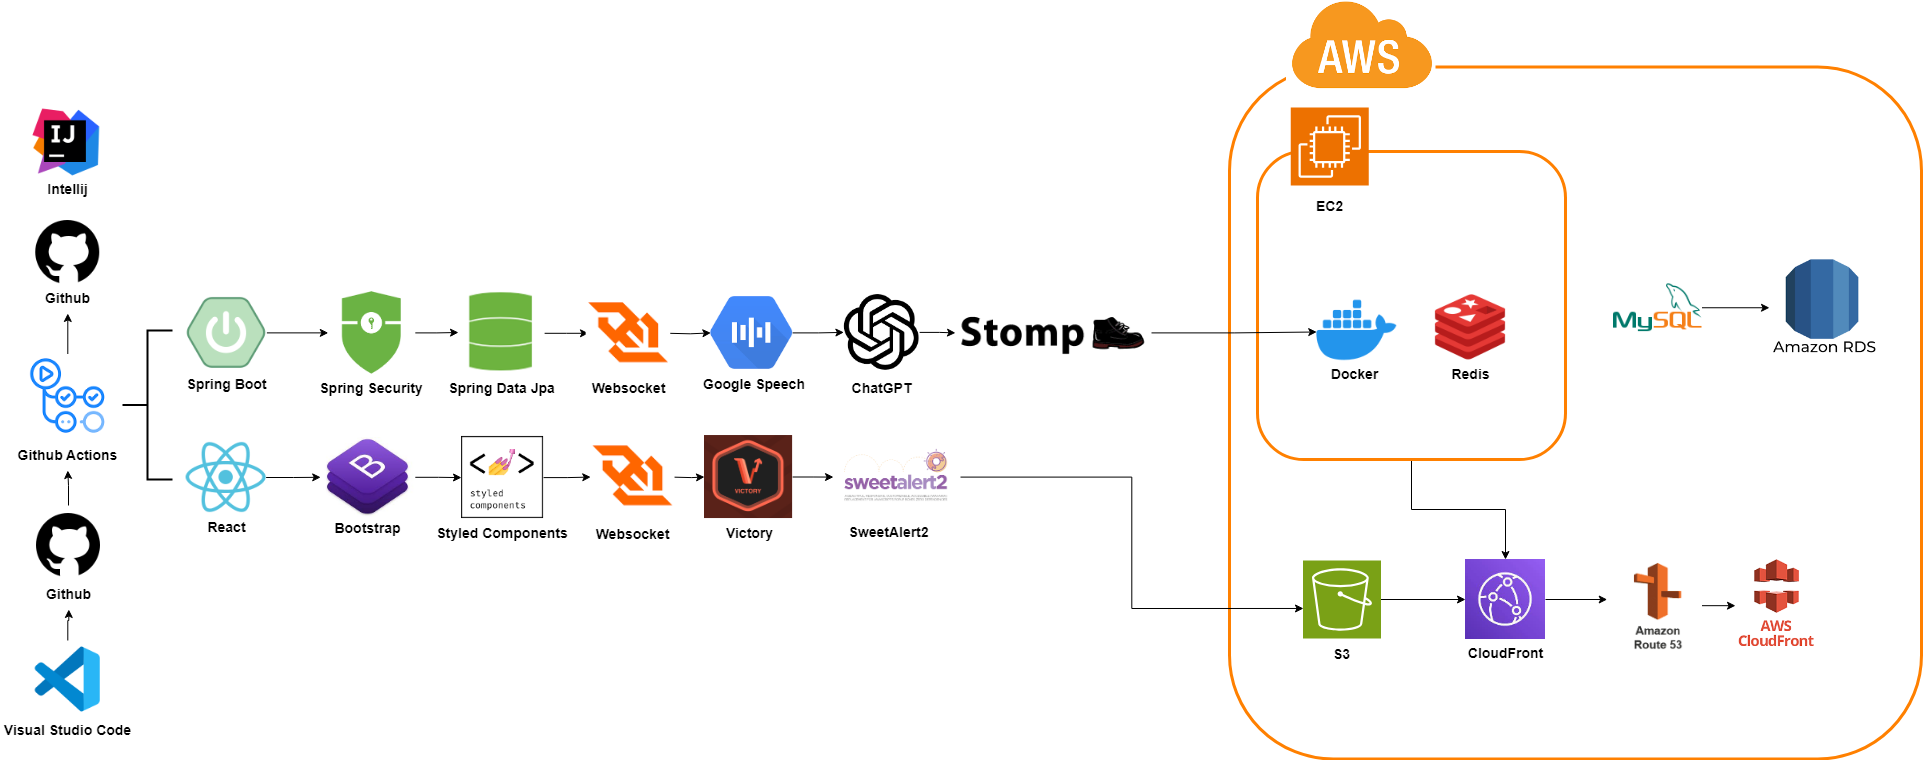 AWS
IJ
Intellij
EC2
Github
Spring Boot
Spring Security
Spring Data Jpa
Websocket
Google Speech
ChatGPT
Stomp
Docker
Redis
MySQL
Amazon RDS
Github Actions
React
B
Bootstrap
< >
styled
components
Styled Components
Websocket
V
VICTORY
Victory
sweetalert2
SweetAlert2
Github
S3
CloudFront
Amazon
Route 53
AWS
CloudFront
Visual Studio Code